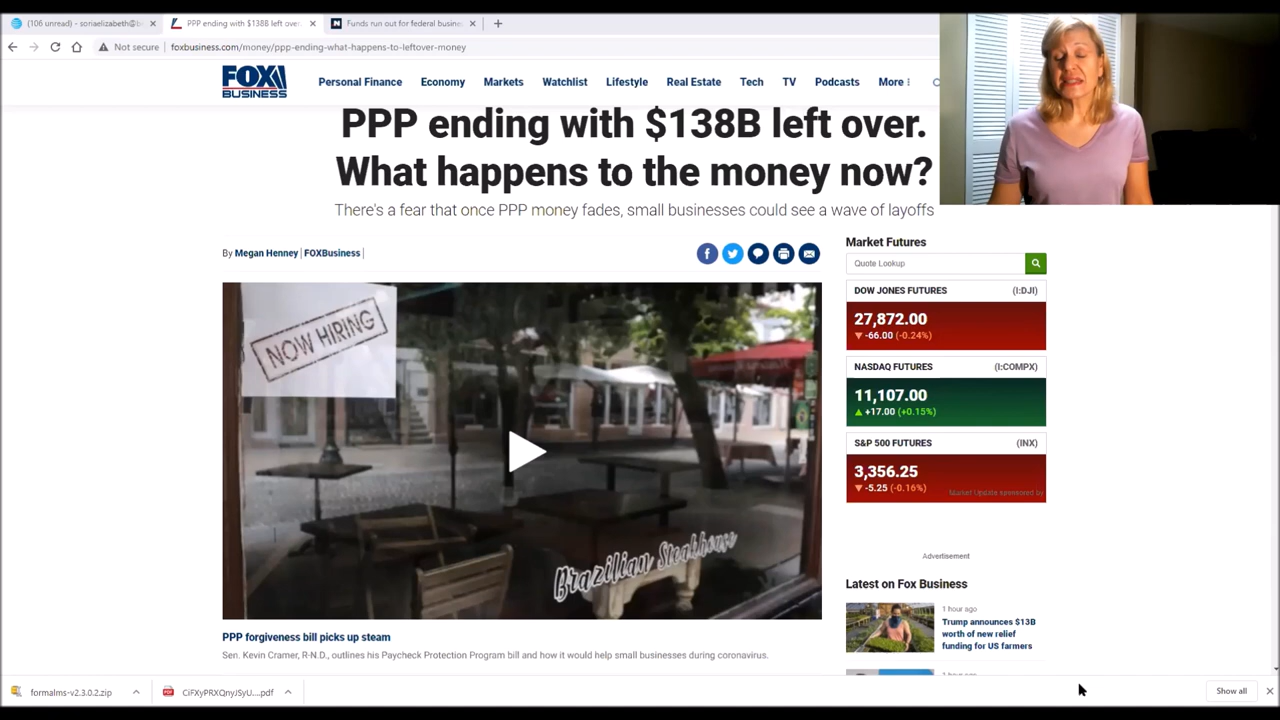 (106 unread) - soriaelizabeth@b
PPP ending with $138B left over.
Funds run out for federal busine
Not secure
foxbusiness.com/money/ppp-ending-what-happens-to-leftover-money
FOX
BUSINESS
onal Finance Economy Markets Watchlist Lifestyle Real Estate Tech TV Podcasts More
PPP ending with $138B left over.
What happens to the money now?
There's a fear that once PPP money fades, small businesses could see a wave of layoffs
By Megan Henney | FOXBusiness |
Market Futures
Quote Lookup
DOW JONES FUTURES (I:DJI)
27,872.00
-66.00 (-0.24%)
NASDAQ FUTURES (I:COMPX)
11,107.00
+17.00 (+0.15%)
S&P 500 FUTURES (INX)
3,356.25
-5.25 (-0.16%)
Market Update sponsored by
Advertisement
NOW HIRING
Brazilian Steakhouse
Latest on Fox Business
1 hour ago
Trump announces $13B
worth of new relief
funding for US farmers
PPP forgiveness bill picks up steam
Sen. Kevin Cramer, R-N.D., outlines his Paycheck Protection Program bill and how it would help small businesses during coronavirus.
formalms-v2.3.0.2.zip
CiFXyPRXQnyJSyU....pdf
Show all